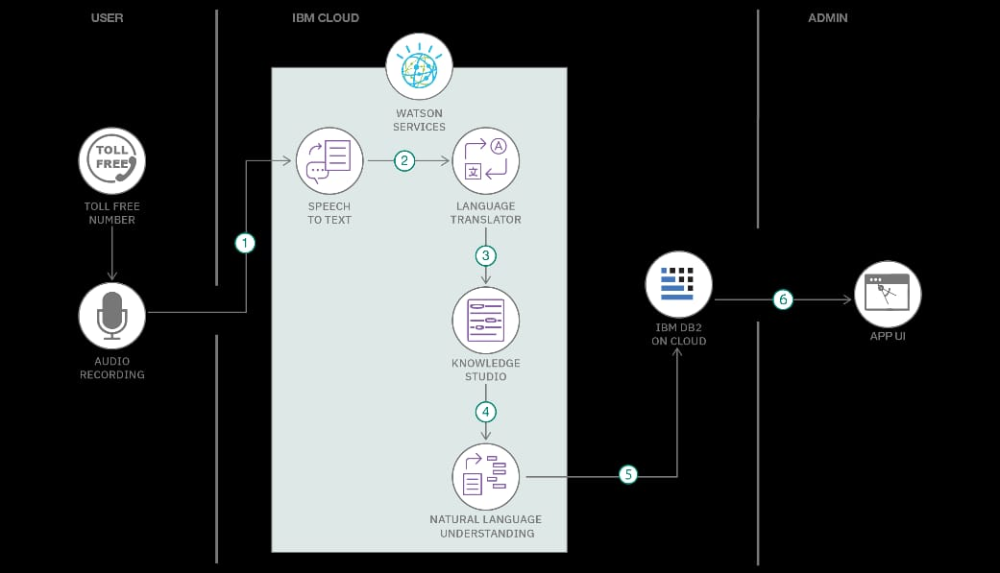 USER
IBM CLOUD
ADMIN
WATSON
SERVICES
TOLL
FREE
TOLL FREE
NUMBER
AUDIO
RECORDING
1
SPEECH
TO TEXT
2
A
文
LANGUAGE
TRANSLATOR
3
KNOWLEDGE
STUDIO
4
NATURAL LANGUAGE
UNDERSTANDING
5
IBM DB2
ON CLOUD
6
APP UI